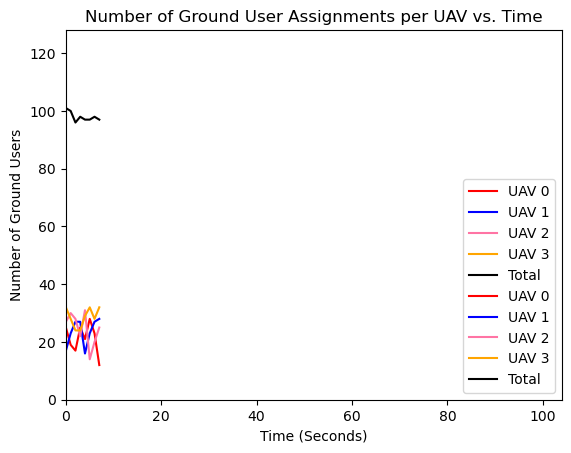 Number of Ground User Assignments per UAV vs. Time
120
100
80
60
40
20
0
Number of Ground Users
UAV 0
UAV 1
UAV 2
UAV 3
Total
UAV 0
UAV 1
UAV 2
UAV 3
Total
0 20 40 60 80 100
Time (Seconds)